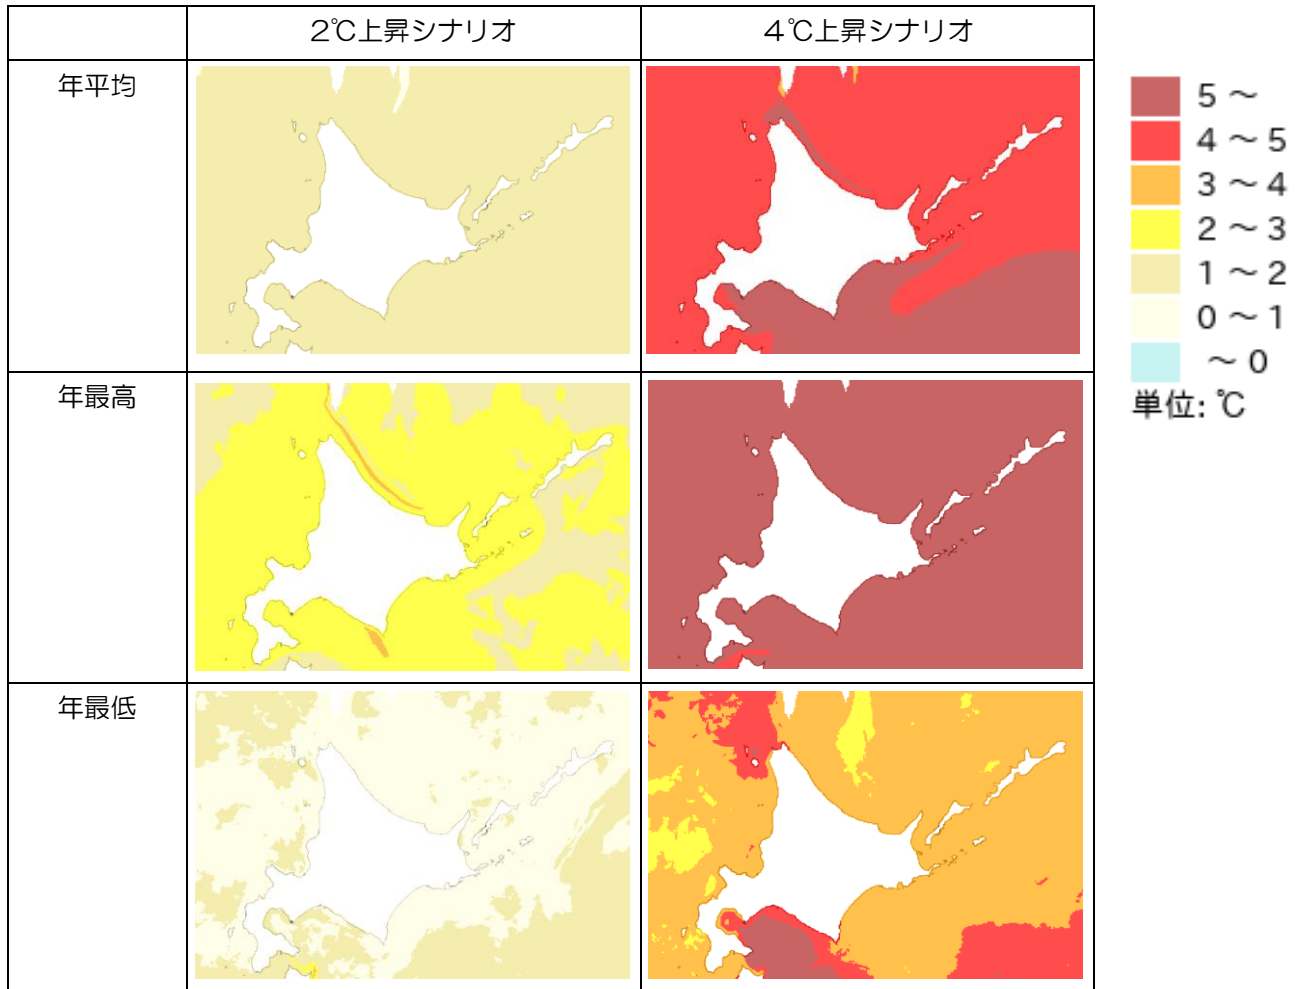 2℃上昇シナリオ
4℃上昇シナリオ
年平均
年最高
年最低
5 ～
4 ～ 5
3 ～ 4
2 ～ 3
1 ～ 2
0 ～ 1
～ 0
単位: ℃